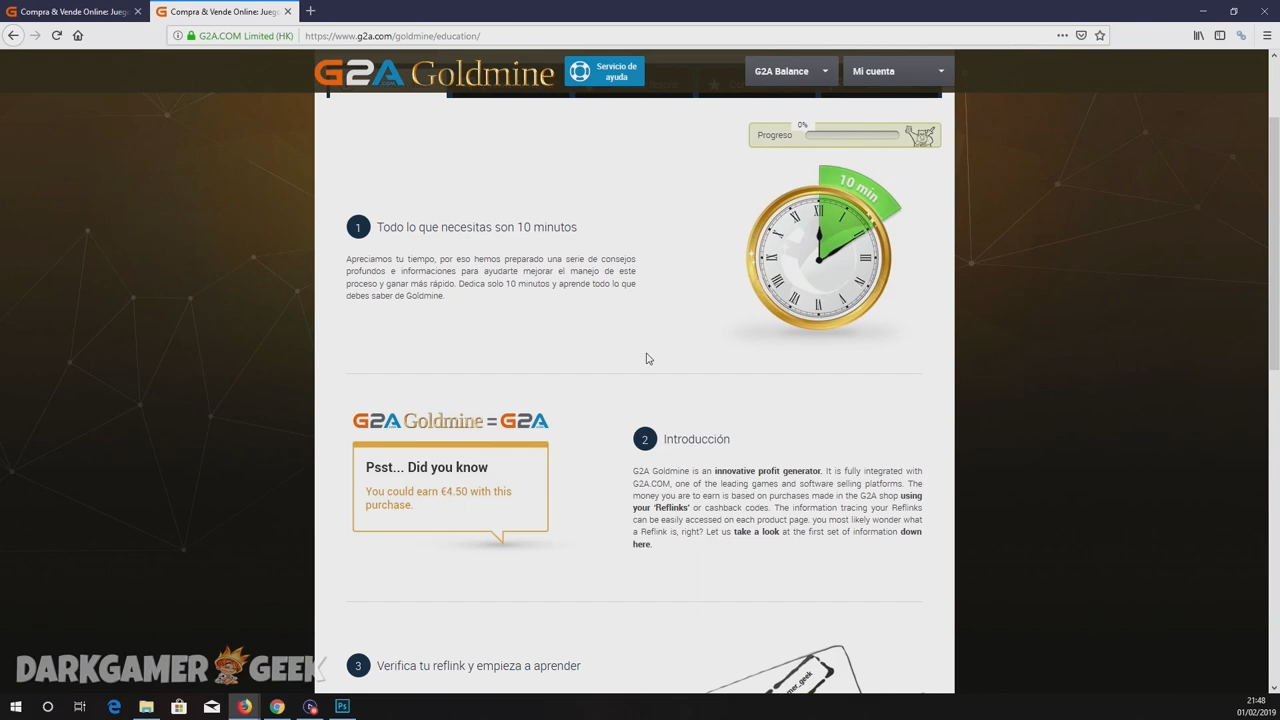 Compra & Vende Online: Jueg
Compra & Vende Online: Jueg
G2A.COM Limited (HK)
https://www.g2a.com/goldmine/education/
G2A Goldmine
.COM
Servicio de
ayuda
G2A Balance
Mi cuenta
0%
Progreso
10 min
1
Todo lo que necesitas son 10 minutos
Apreciamos tu tiempo, por eso hemos preparado una serie de consejos
profundos e informaciones para ayudarte mejorar el manejo de este
proceso y ganar más rápido. Dedica solo 10 minutos y aprende todo lo que
debes saber de Goldmine.
G2A Goldmine = G2A
Psst... Did you know
You could earn €4.50 with this
purchase.
2
Introducción
G2A Goldmine is an innovative profit generator. It is fully integrated with
G2A.COM, one of the leading games and software selling platforms. The
money you are to earn is based on purchases made in the G2A shop using
your 'Reflinks' or cashback codes. The information tracing your Reflinks
can be easily accessed on each product page. you most likely wonder what
a Reflink is, right? Let us take a look at the first set of information down
here.
3
Verifica tu reflink y empieza a aprender
DARKGAMER GEEK
21:48
01/02/2019